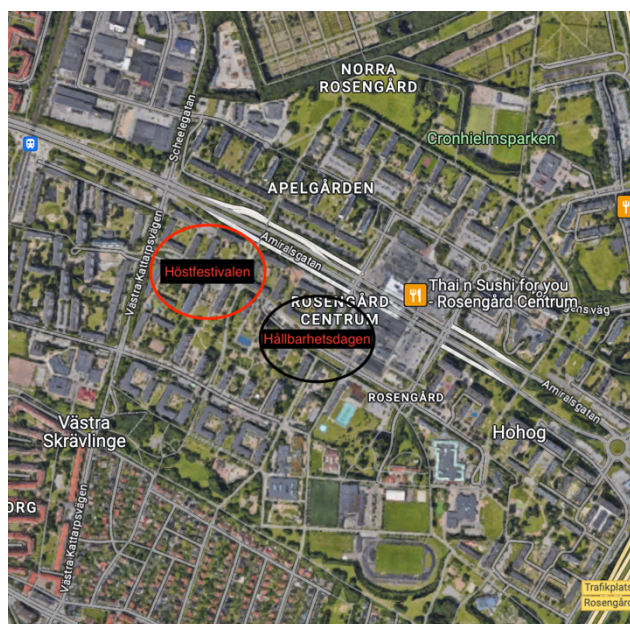 NORRA
ROSENGÅRD
Cronhielmsparken
Scheelegatan
APELGÅRDEN
Västra Kattarpsvägen
Amiralsgatan
Höstfestivalen
Thai n Sushi for you
- Rosengård Centrum
ROSENGÅRD
CENTRUM
Hållbarhetsdagen
Amiralsgatan
ROSENGÅRD
Västra
Skrävlinge
Hohog
ORG
Västra Kattarpsvägen
Trafikplats
Rosengård